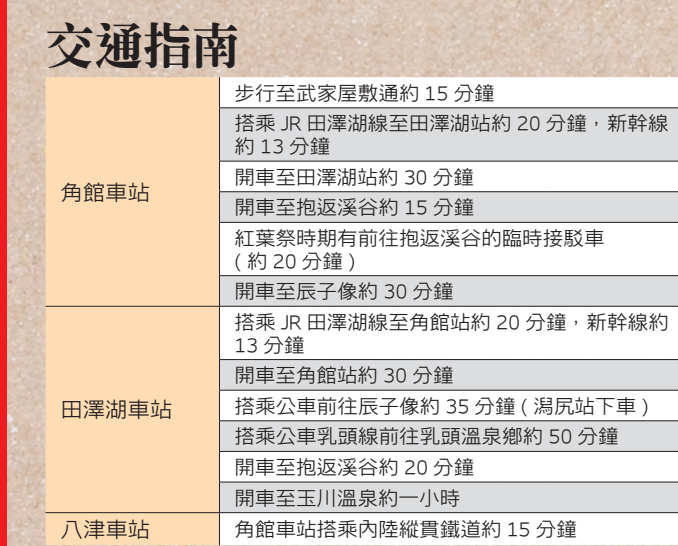 交通指南
角館車站
步行至武家屋敷通約 15 分鐘
搭乘 JR 田澤湖線至田澤湖站約 20 分鐘，新幹線
約 13 分鐘
開車至田澤湖站約 30 分鐘
開車至抱返溪谷約 15 分鐘
紅葉祭時期有前往抱返溪谷的臨時接駁車
( 約 20 分鐘 )
開車至辰子像約 30 分鐘
田澤湖車站
搭乘 JR 田澤湖線至角館站約 20 分鐘，新幹線約
13 分鐘
開車至角館站約 30 分鐘
搭乘公車前往辰子像約 35 分鐘 ( 潟尻站下車 )
搭乘公車乳頭線前往乳頭溫泉鄉約 50 分鐘
開車至抱返溪谷約 20 分鐘
開車至玉川溫泉約一小時
八津車站
角館車站搭乘內陸縱貫鐵道約 15 分鐘